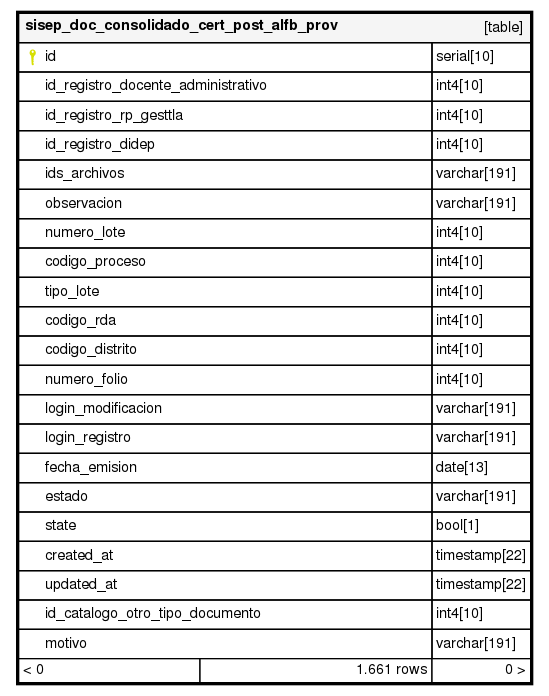 sisep_doc_consolidado_cert_post_alfb_prov [table]
id serial[10]
id_registro_docente_administrativo int4[10]
id_registro_rp_gesttla int4[10]
id_registro_didep int4[10]
ids_archivos varchar[191]
observacion varchar[191]
numero_lote int4[10]
codigo_proceso int4[10]
tipo_lote int4[10]
codigo_rda int4[10]
codigo_distrito int4[10]
numero_folio int4[10]
login_modificacion varchar[191]
login_registro varchar[191]
fecha_emision date[13]
estado varchar[191]
state bool[1]
created_at timestamp[22]
updated_at timestamp[22]
id_catalogo_otro_tipo_documento int4[10]
motivo varchar[191]
< 0 1.661 rows 0 >